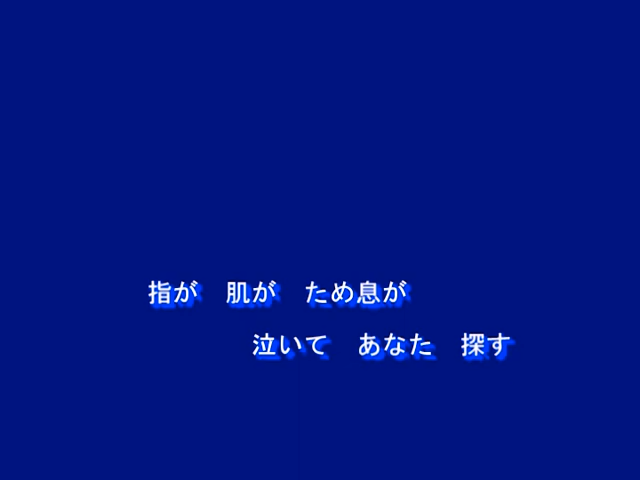 指が　肌が　ため息が
泣いて　あなた　探す